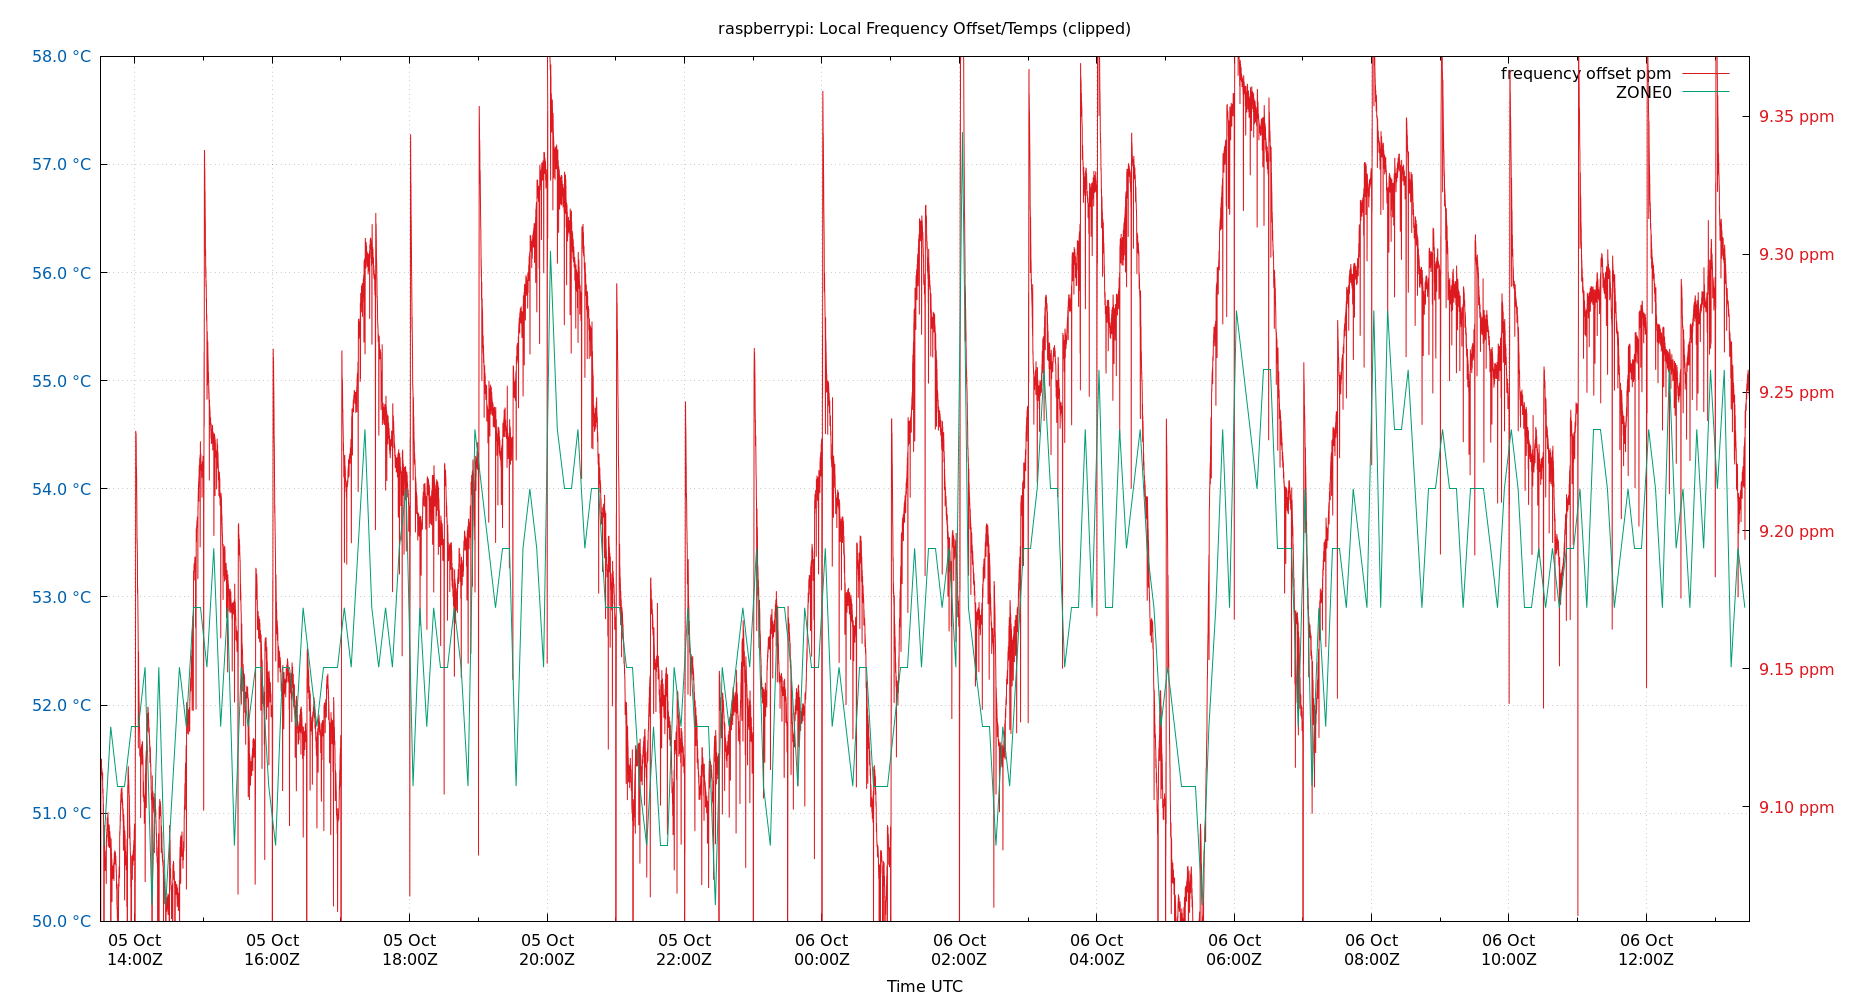 raspberrypi: Local Frequency Offset/Temps (clipped)
58.0 °C
57.0 °C
56.0 °C
55.0 °C
54.0 °C
53.0 °C
52.0 °C
51.0 °C
50.0 °C
frequency offset ppm
ZONE0
9.35 ppm
9.30 ppm
9.25 ppm
9.20 ppm
9.15 ppm
9.10 ppm
05 Oct
14:00Z
05 Oct
16:00Z
05 Oct
18:00Z
05 Oct
20:00Z
05 Oct
22:00Z
06 Oct
00:00Z
06 Oct
02:00Z
06 Oct
04:00Z
06 Oct
06:00Z
06 Oct
08:00Z
06 Oct
10:00Z
06 Oct
12:00Z
Time UTC